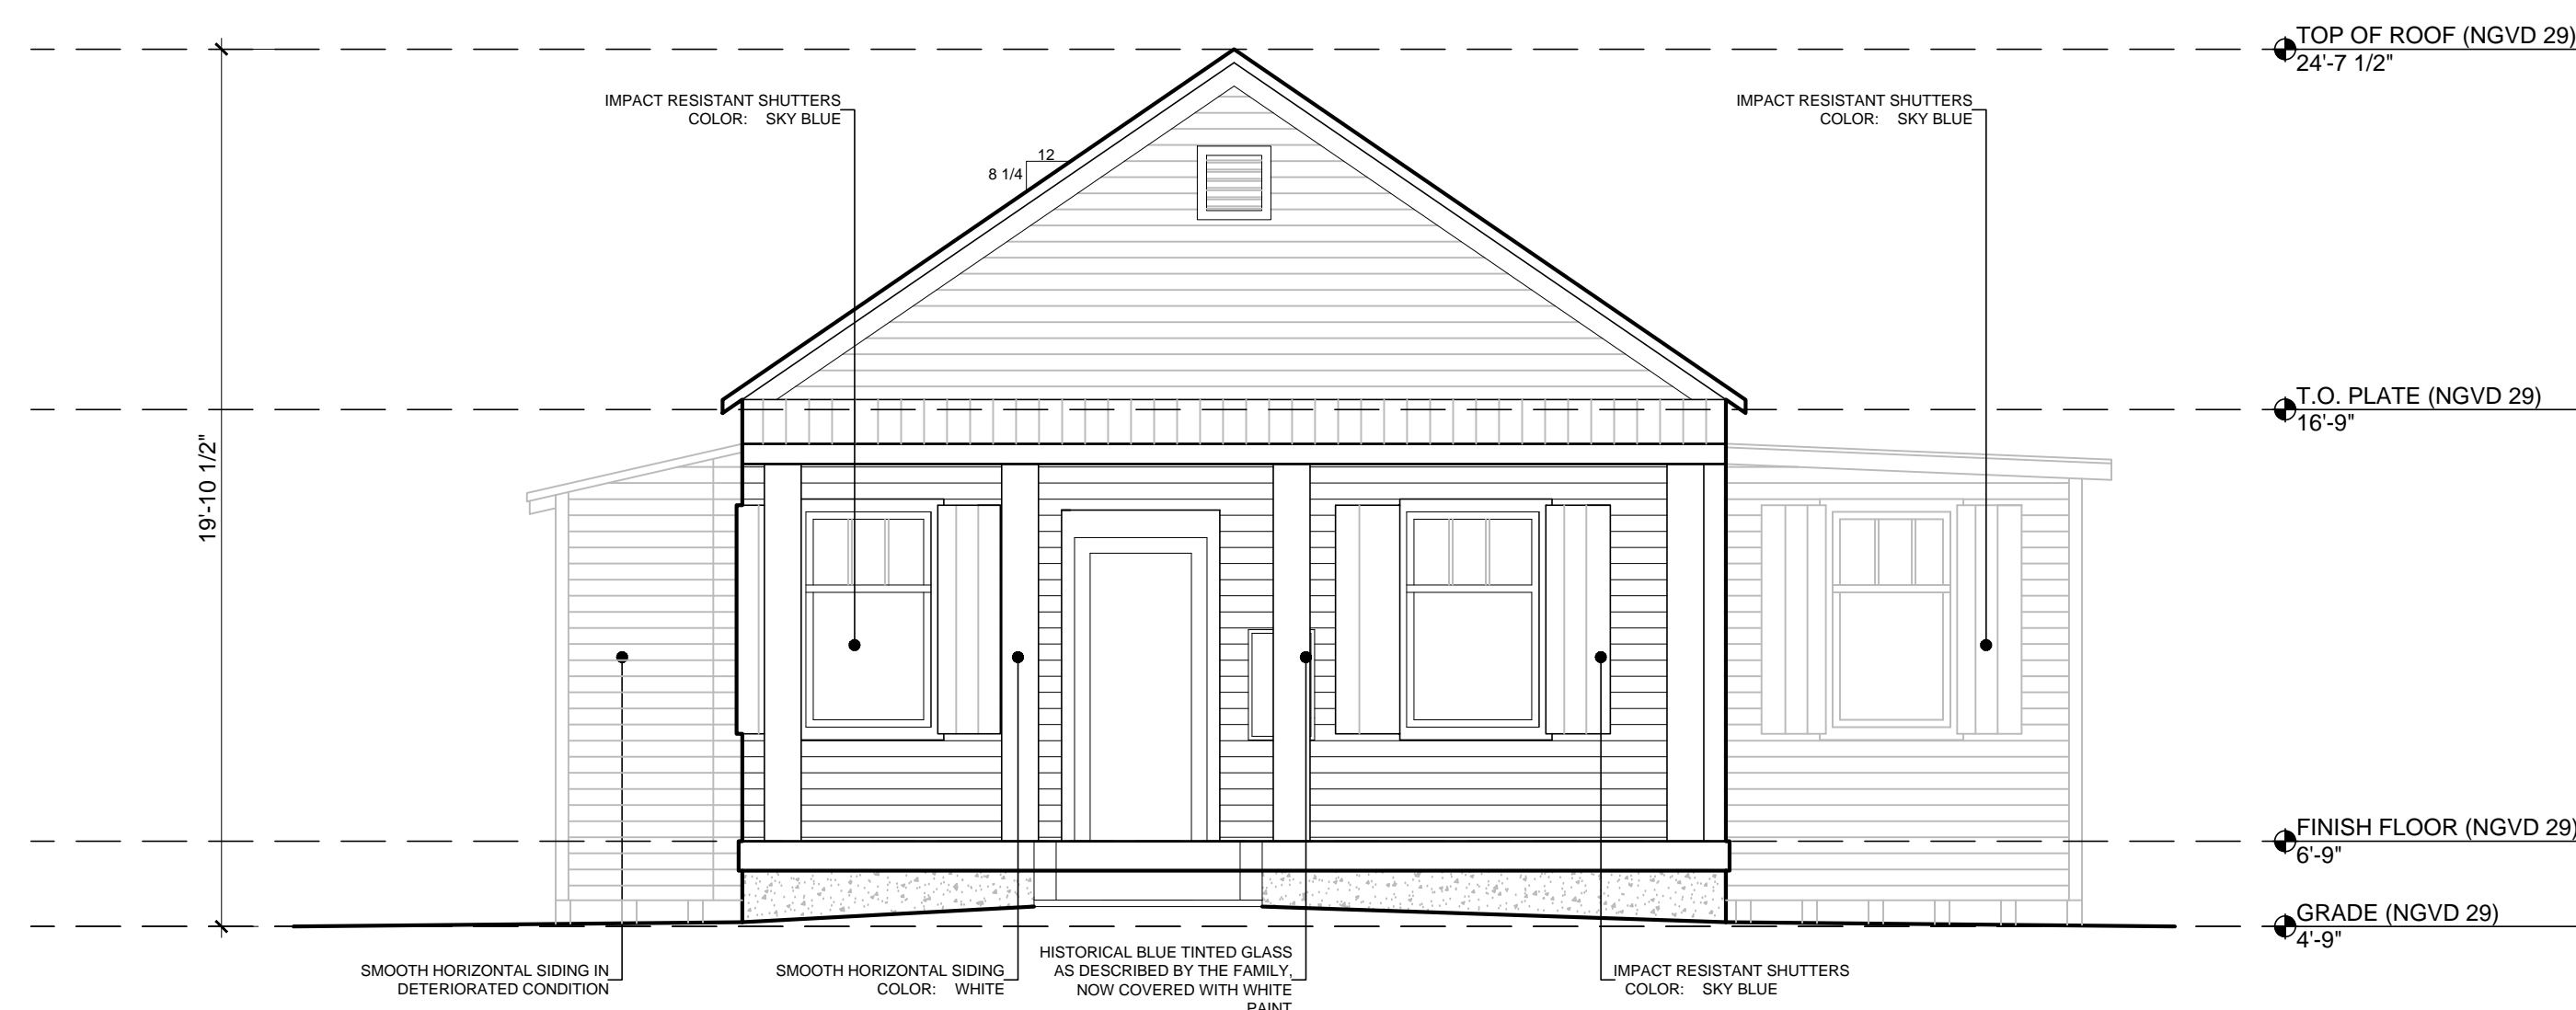 TOP OF ROOF (NGVD 29)
24'-7 1/2"
IMPACT RESISTANT SHUTTERS
COLOR: SKY BLUE
IMPACT RESISTANT SHUTTERS
COLOR: SKY BLUE
12
8 1/4
T.O. PLATE (NGVD 29)
16'-9"
19'-10 1/2"
FINISH FLOOR (NGVD 29)
6'-9"
GRADE (NGVD 29)
4'-9"
SMOOTH HORIZONTAL SIDING IN
DETERIORATED CONDITION
SMOOTH HORIZONTAL SIDING
COLOR: WHITE
HISTORICAL BLUE TINTED GLASS
AS DESCRIBED BY THE FAMILY,
NOW COVERED WITH WHITE
PAINT
IMPACT RESISTANT SHUTTERS
COLOR: SKY BLUE